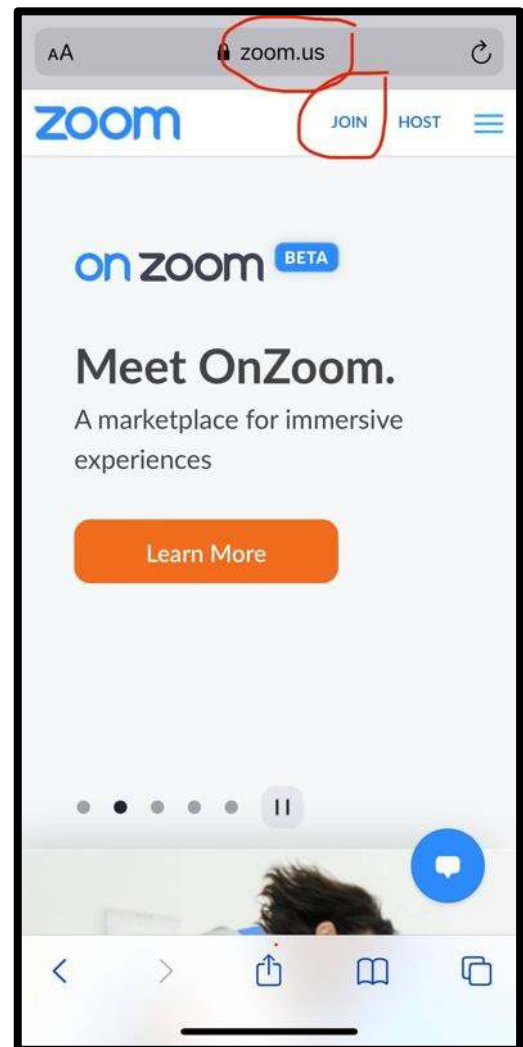 AA zoom.us
zoom JOIN HOST
on zoom BETA
Meet OnZoom.
A marketplace for immersive
experiences
Learn More